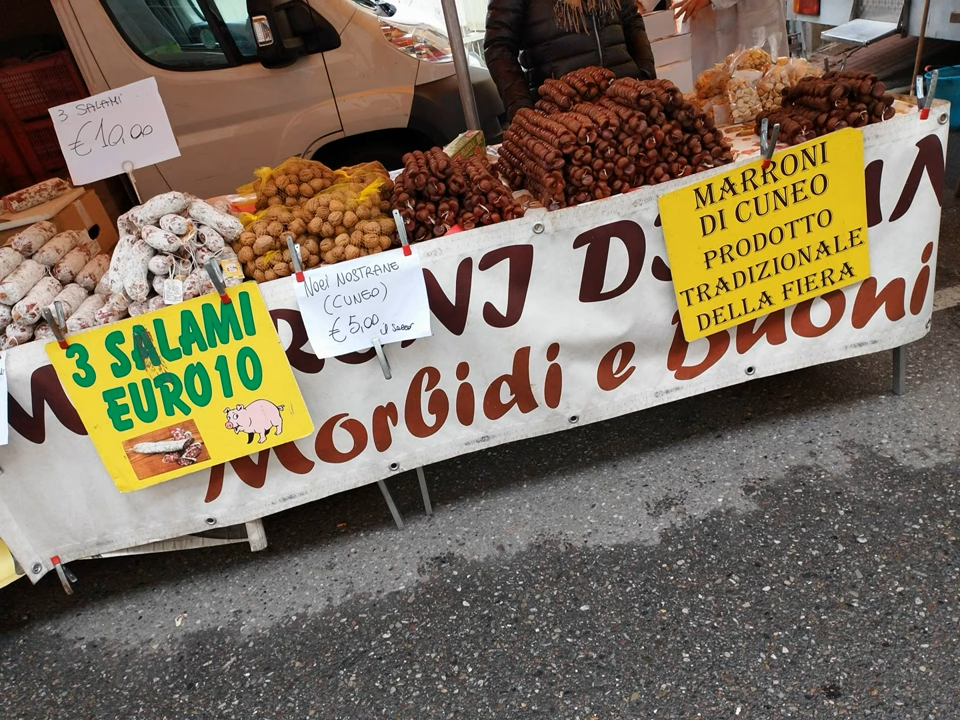 3 SALAMI
€10,00
3 SALAMI
EURO 10
Noci NOSTRANE
(CUNEO)
€ 5,00
MARRONI
DI CUNEO
PRODOTTO
TRADIZIONALE
DELLA FIERA
Morbidi e Buoni